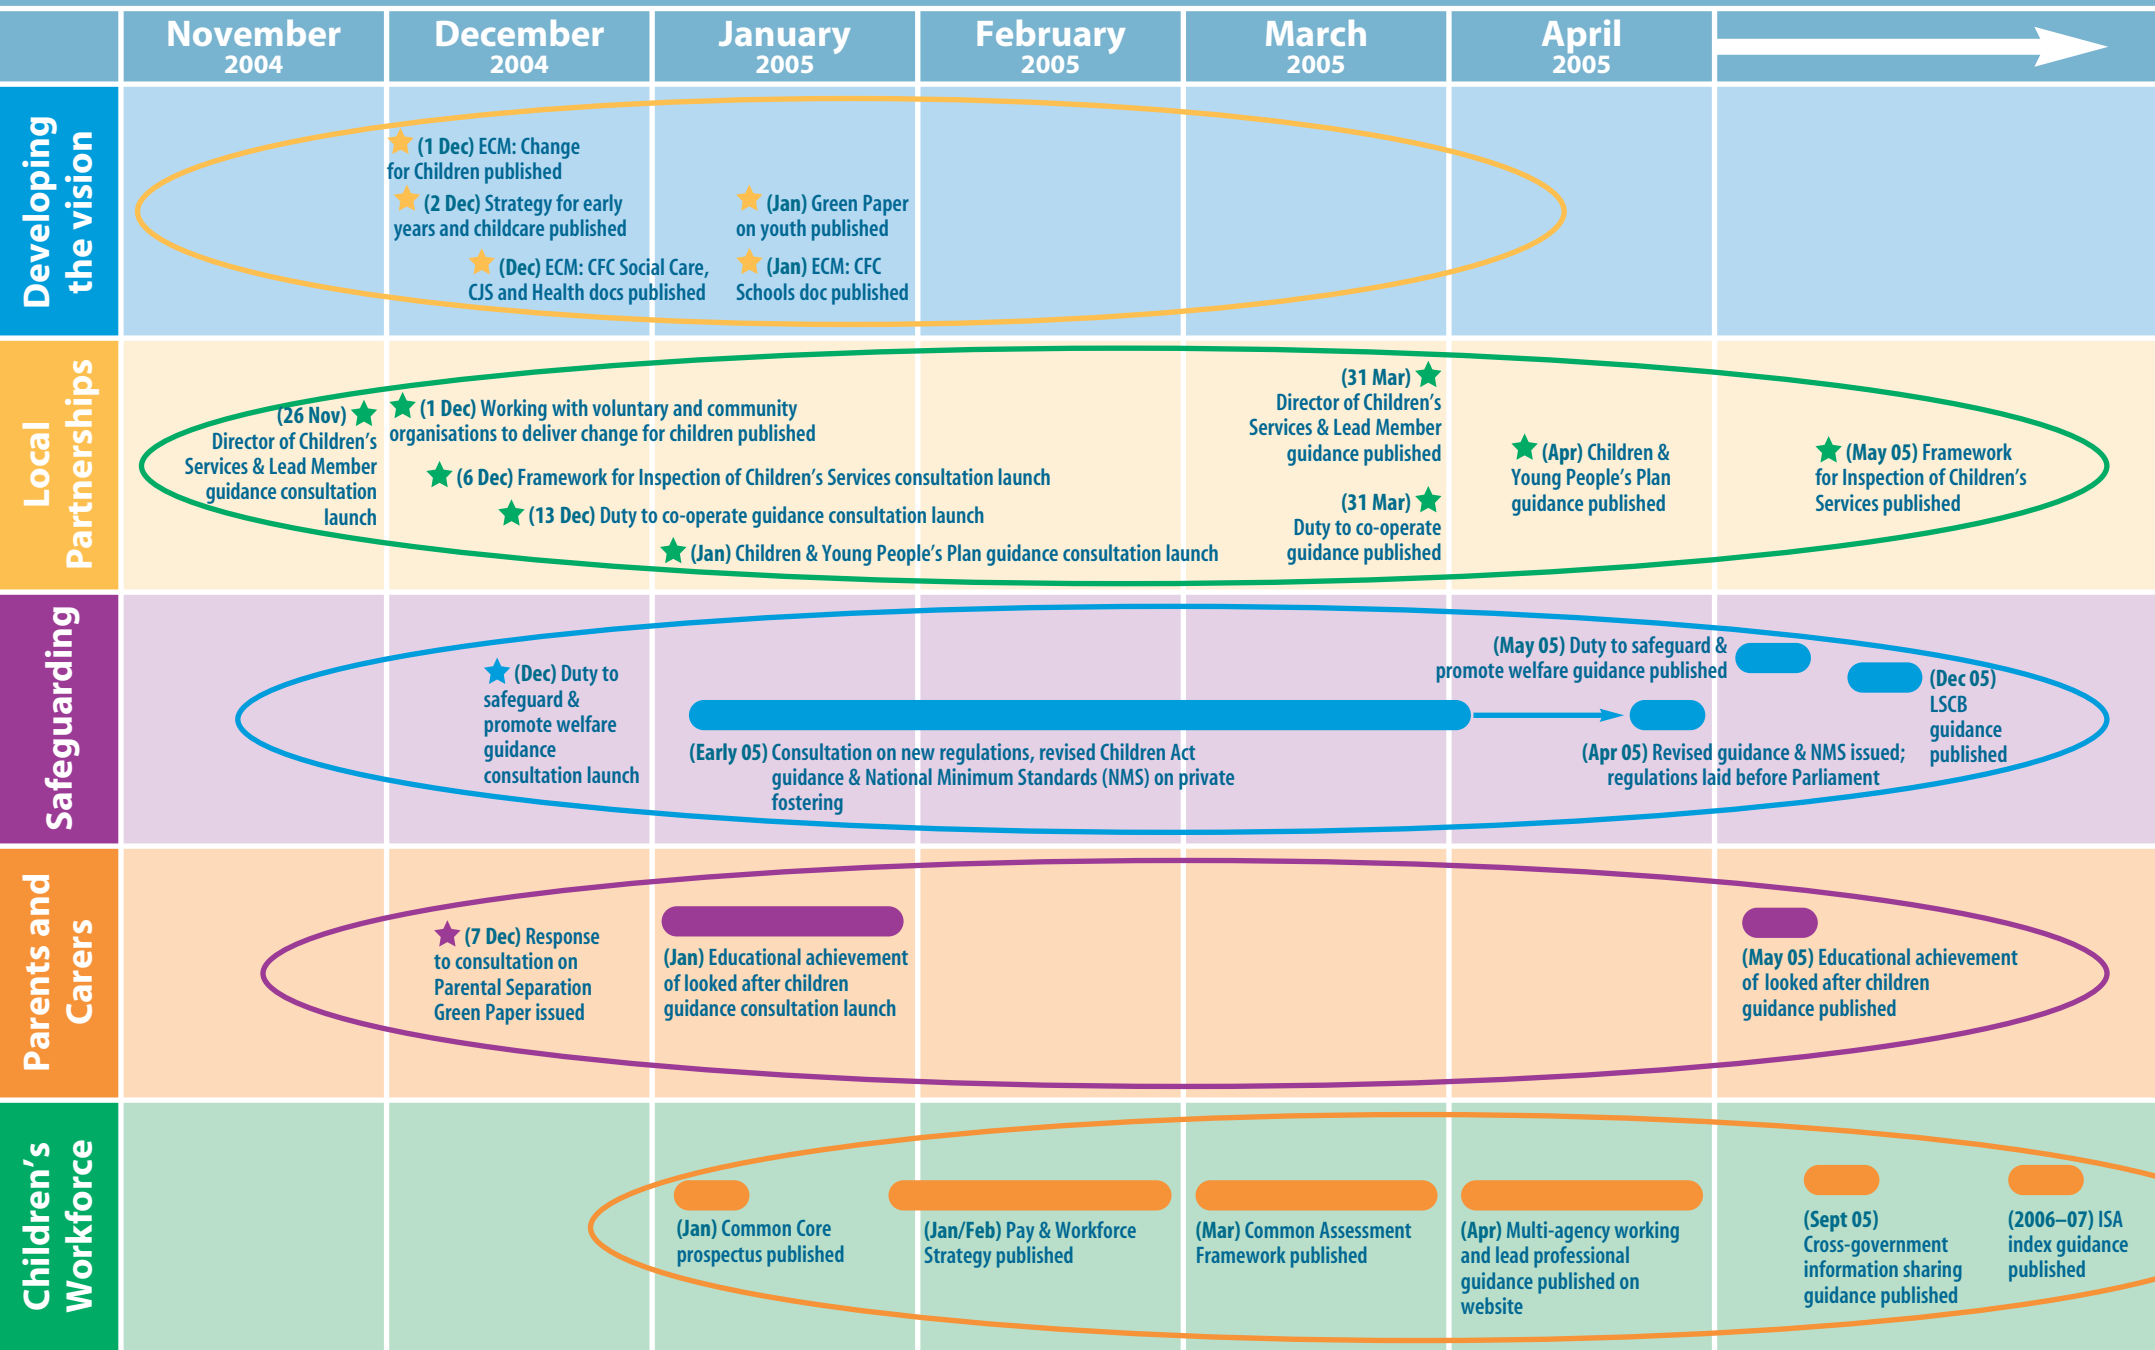 November
2004
December
2004
January
2005
February
2005
March
2005
April
2005
Developing
the vision
(1 Dec) ECM: Change
for Children published
(2 Dec) Strategy for early
years and childcare published
(Dec) ECM: CFC Social Care,
CJS and Health docs published
(Jan) Green Paper
on youth published
(Jan) ECM: CFC
Schools doc published
Local
Partnerships
(26 Nov)
Director of Children’s
Services & Lead Member
guidance consultation
launch
(1 Dec) Working with voluntary and community
organisations to deliver change for children published
(6 Dec) Framework for Inspection of Children’s Services consultation launch
(13 Dec) Duty to co-operate guidance consultation launch
(Jan) Children & Young People’s Plan guidance consultation launch
(31 Mar)
Director of Children’s
Services & Lead Member
guidance published
(31 Mar)
Duty to co-operate
guidance published
(Apr) Children &
Young People’s Plan
guidance published
(May 05) Framework
for Inspection of Children’s
Services published
Safeguarding
(Dec) Duty to
safeguard &
promote welfare
guidance
consultation launch
(Early 05) Consultation on new regulations, revised Children Act
guidance & National Minimum Standards (NMS) on private
fostering
(May 05) Duty to safeguard &
promote welfare guidance published
(Apr 05) Revised guidance & NMS issued;
regulations laid before Parliament
(Dec 05)
LSCB
guidance
published
Parents and
Carers
(7 Dec) Response
to consultation on
Parental Separation
Green Paper issued
(Jan) Educational achievement
of looked after children
guidance consultation launch
(May 05) Educational achievement
of looked after children
guidance published
Children’s
Workforce
(Jan) Common Core
prospectus published
(Jan/Feb) Pay & Workforce
Strategy published
(Mar) Common Assessment
Framework published
(Apr) Multi-agency working
and lead professional
guidance published on
website
(Sept 05)
Cross-government
information sharing
guidance published
(2006–07) ISA
index guidance
published